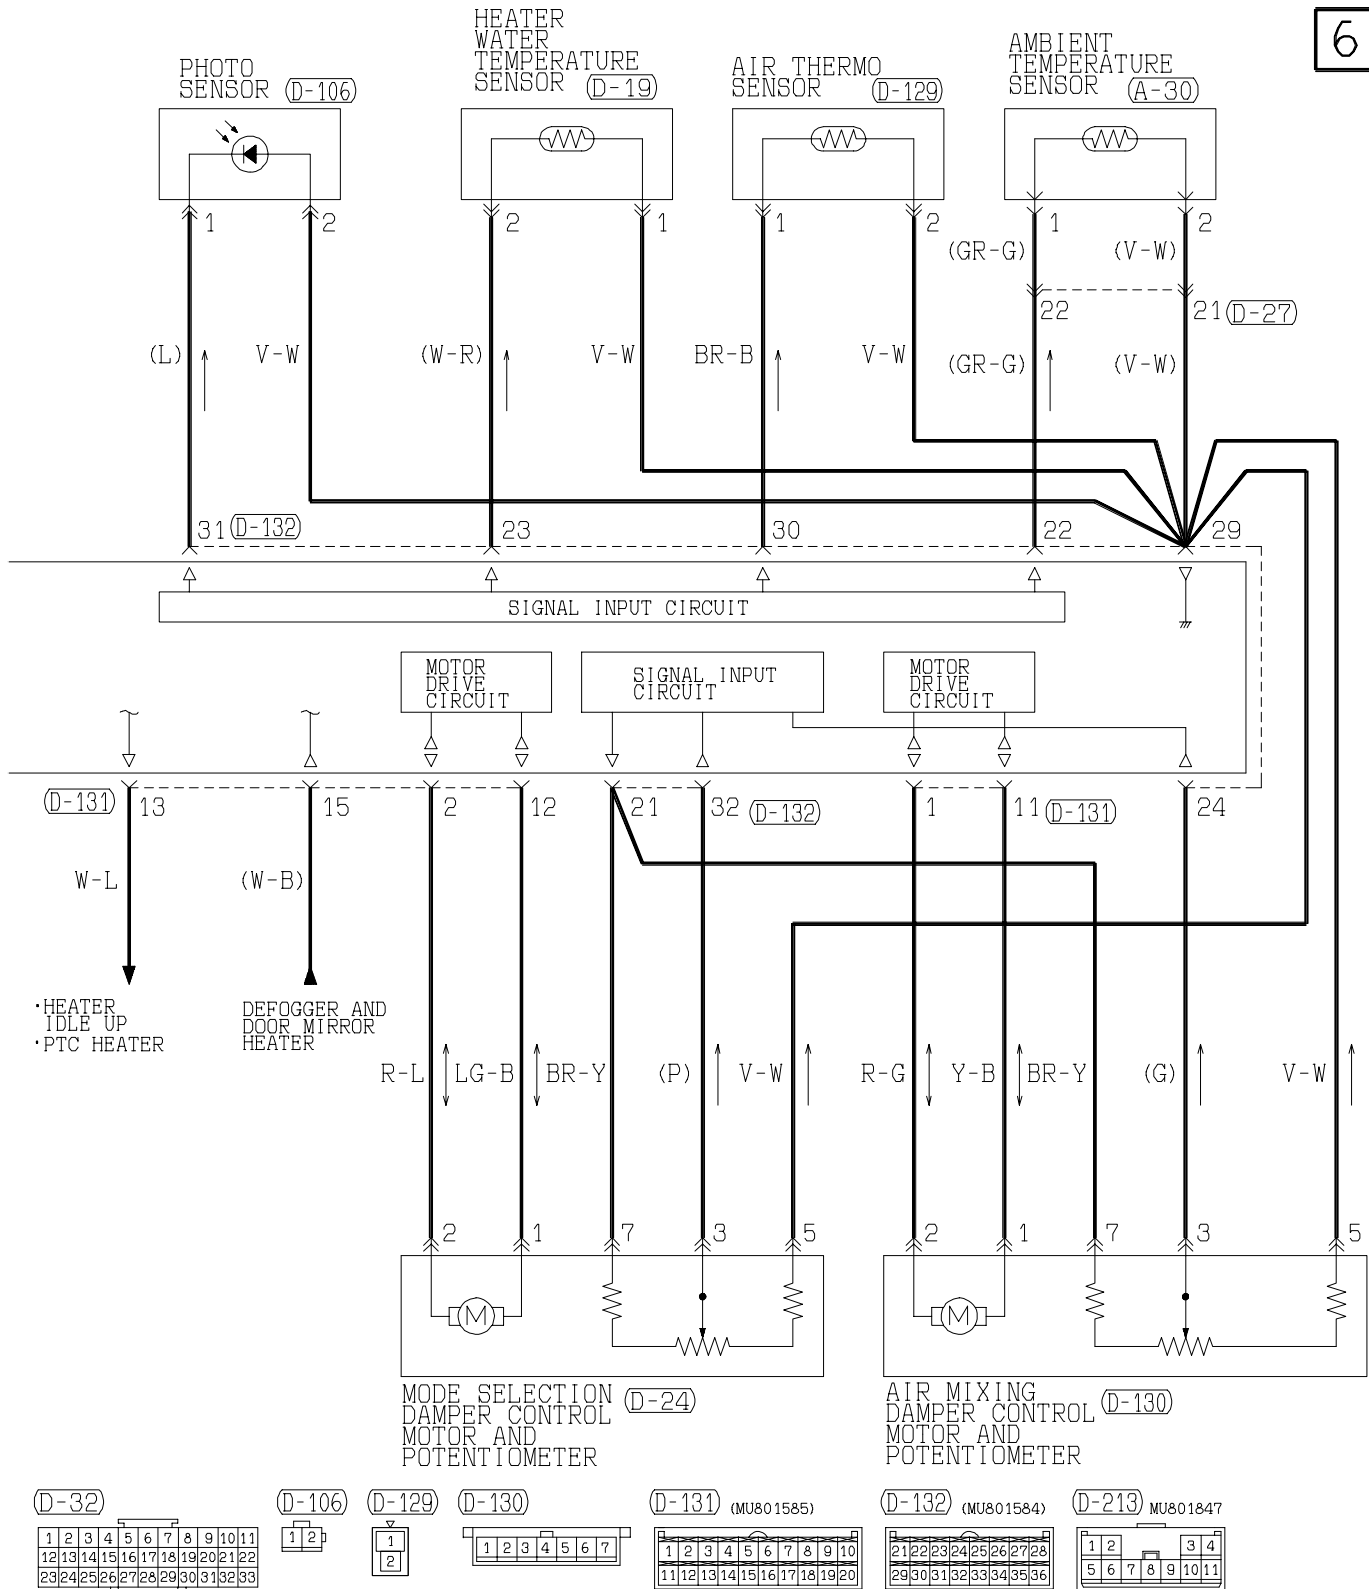 6
HEATER
WATER
TEMPERATURE
SENSOR (D-19)
PHOTO
SENSOR (D-106)
AIR THERMO
SENSOR (D-129)
AMBIENT
TEMPERATURE
SENSOR (A-30)
1 2 2 1 1 2 1 2
(GR-G) (V-W)
22 21 (D-27)
(L) V-W (W-R) V-W BR-B V-W (GR-G) (V-W)
31 (D-132) 23 30 22 29
SIGNAL INPUT CIRCUIT
MOTOR
DRIVE
CIRCUIT
SIGNAL INPUT
CIRCUIT
MOTOR
DRIVE
CIRCUIT
(D-131) 13 15 2 12 21 32 (D-132) 1 11 (D-131) 24
W-L (W-B)
·HEATER
IDLE UP
·PTC HEATER
DEFOGGER AND
DOOR MIRROR
HEATER
R-L LG-B BR-Y (P) V-W R-G Y-B BR-Y (G) V-W
2 1 7 3 5 2 1 7 3 5
M M
MODE SELECTION
DAMPER CONTROL
MOTOR AND
POTENTIOMETER
(D-24)
AIR MIXING
DAMPER CONTROL
MOTOR AND
POTENTIOMETER
(D-130)
(D-32)
1 2 3 4 5 6 7 8 9 10 11
12 13 14 15 16 17 18 19 20 21 22
23 24 25 26 27 28 29 30 31 32 33
(D-106)
1 2
(D-129)
1
2
(D-130)
1 2 3 4 5 6 7
(D-131) (MU801585)
1 2 3 4 5 6 7 8 9 10
11 12 13 14 15 16 17 18 19 20
(D-132) (MU801584)
21 22 23 24 25 26 27 28
29 30 31 32 33 34 35 36
(D-213) MU801847
1 2 3 4
5 6 7 8 9 10 11